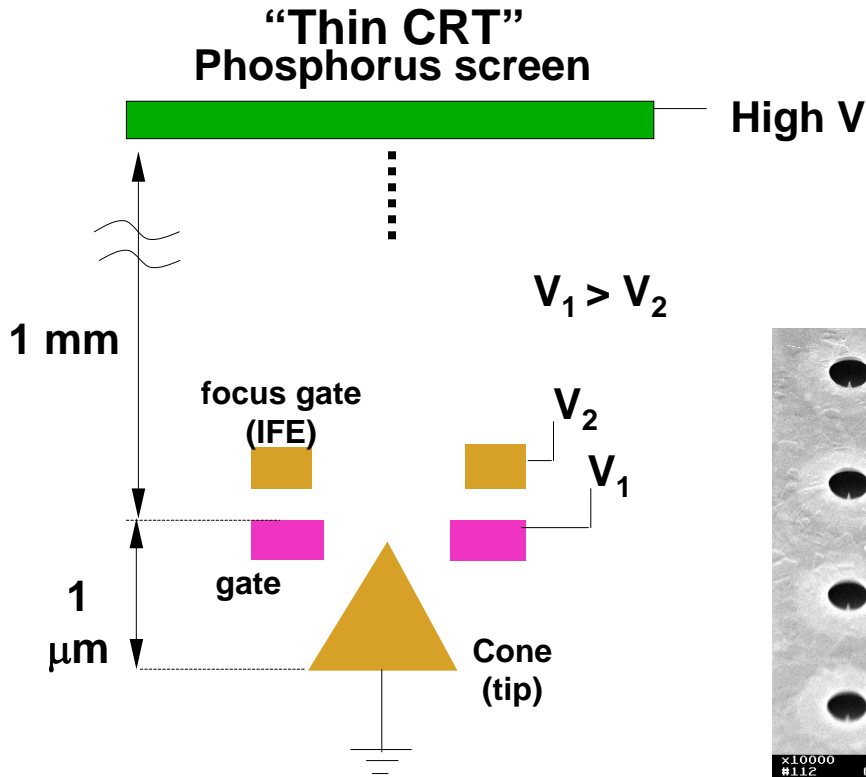 “Thin CRT”
Phosphorus screen
High V
V₁ > V₂
1 mm
focus gate
(IFE)
V₂
V₁
gate
1
μm
Cone
(tip)
x10000
#112